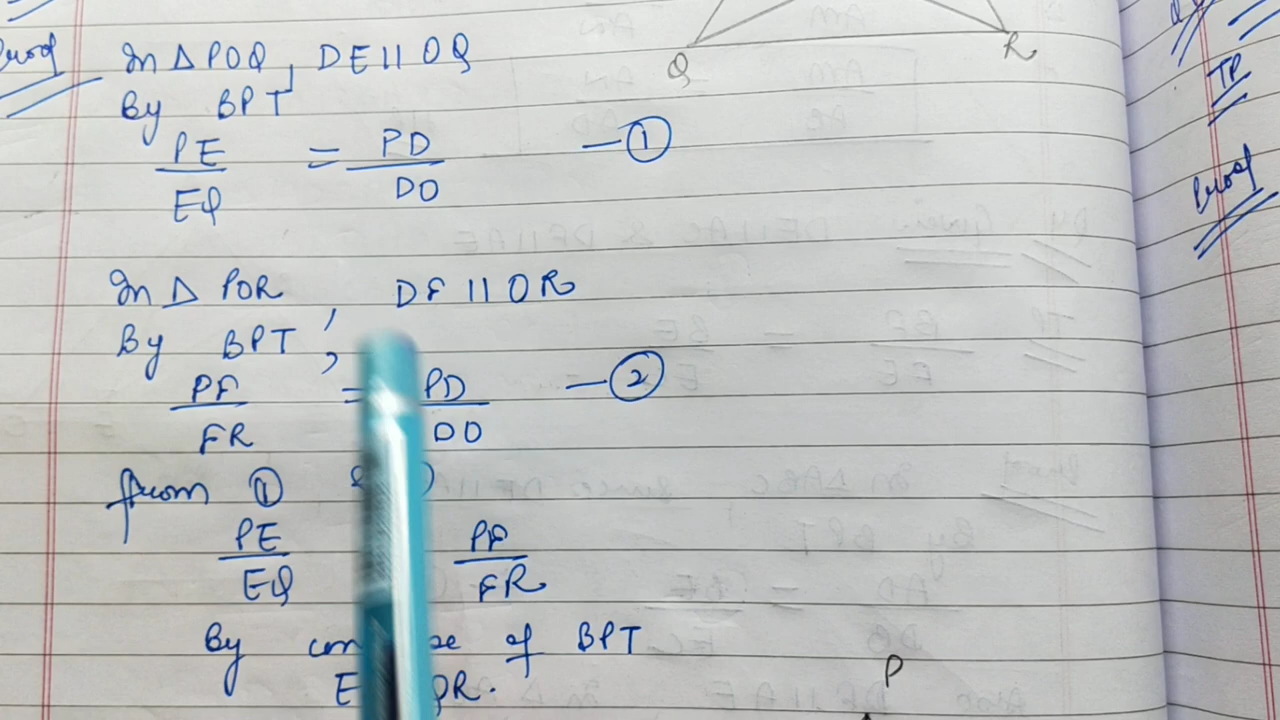 Proof In △POQ, DE || OQ
By BPT
PE/EQ = PD/DO — ①
In △ POR, DF || OR
By BPT,
PF/FR = PD/DO — ②
from ①
PE/EQ PF/FR
By of BPT
Q R
TP
Proof
P